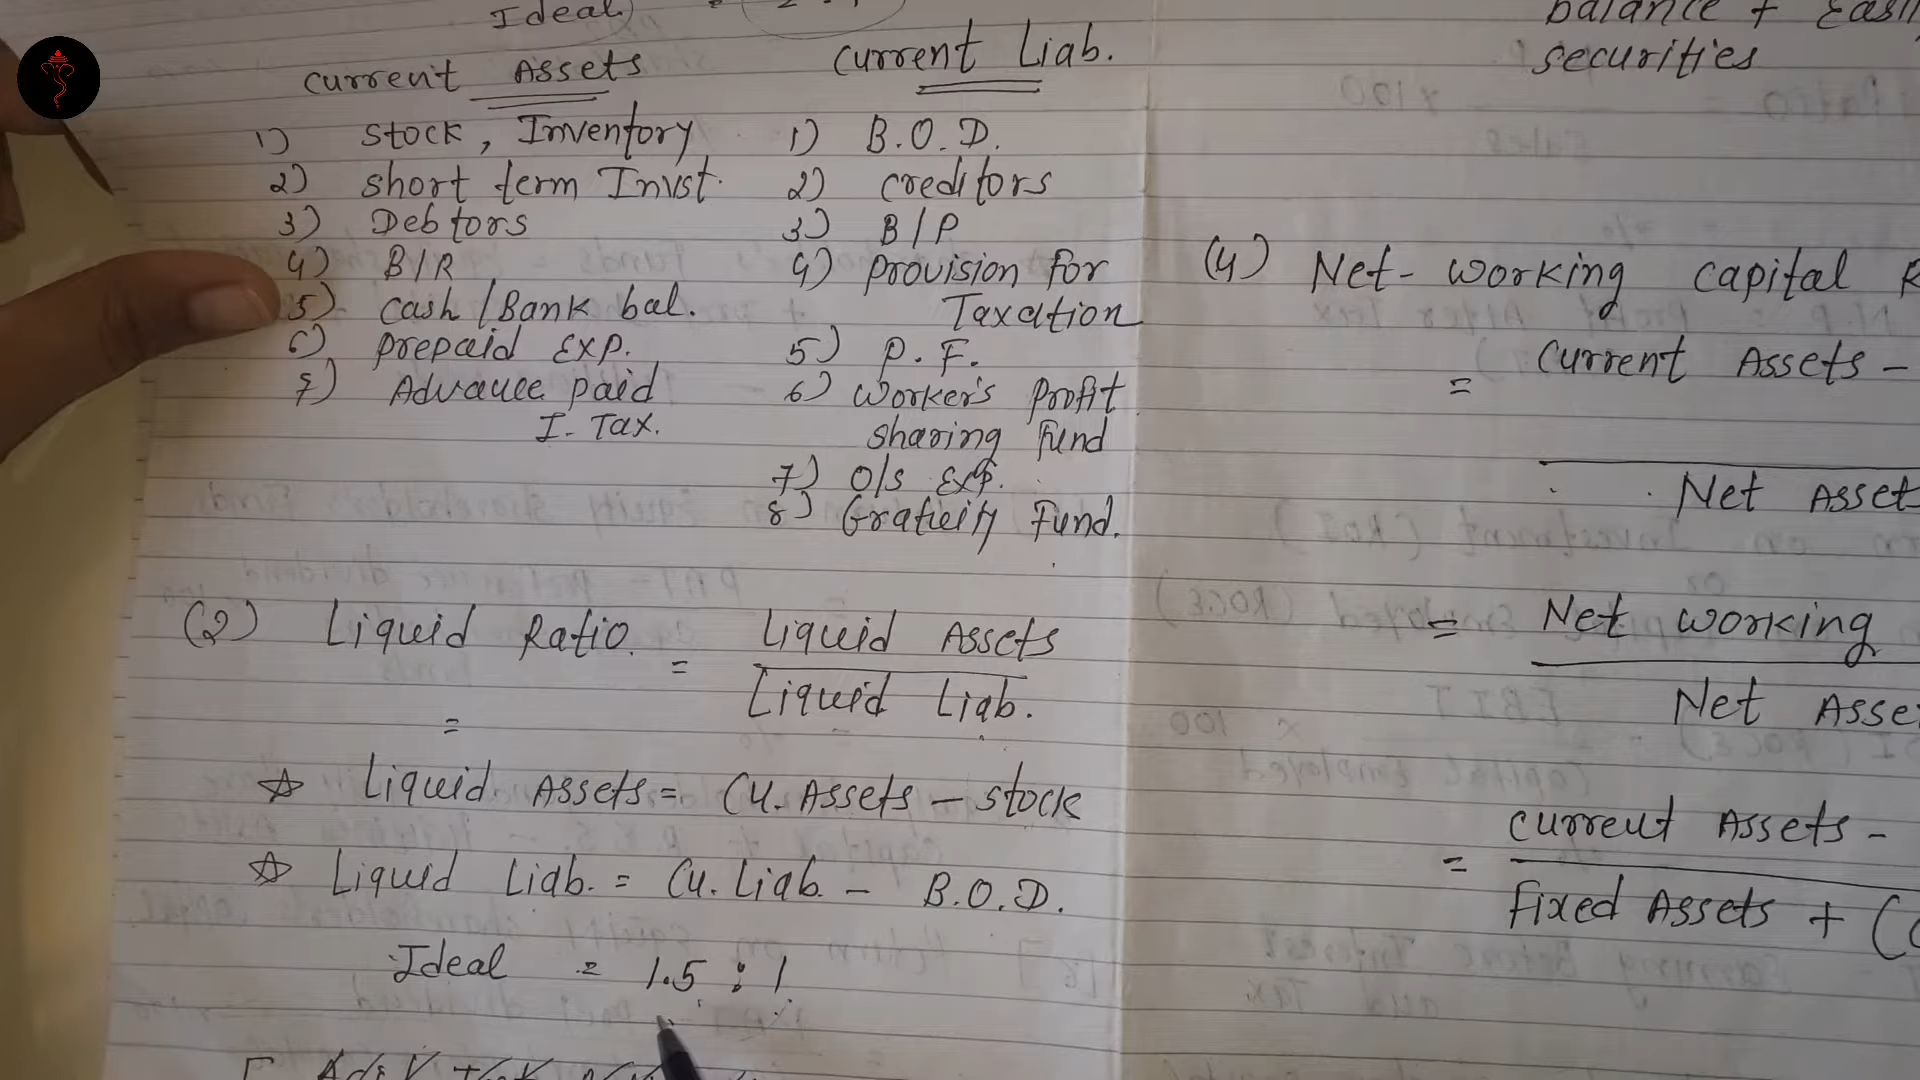 Ideal = 2 :
Current Assets
1) Stock, Inventory
2) Short term Invst.
3) Debtors
4) B/R
5) Cash/Bank bal.
6) Prepaid Exp.
7) Advance paid
I. Tax.
Current Liab.
1) B.O.D.
2) Creditors
3) B/P
4) Provision for
Taxation
5) P.F.
6) Worker's Profit
Sharing Fund
7) O/s Exp.
8) Gratieity Fund.
(2) Liquid Ratio. = Liquid Assets
Liquid Liab.
=
☆ Liquid Assets = Cu. Assets - Stock
☆ Liquid Liab. = Cu. Liab. - B.O.D.
Ideal = 1.5 : 1
balance +
securities
(4) Net-Working Capital R
= Current Assets -
Net Asset
= Net Working
Net Asse
= Current Assets -
Fixed Assets + (